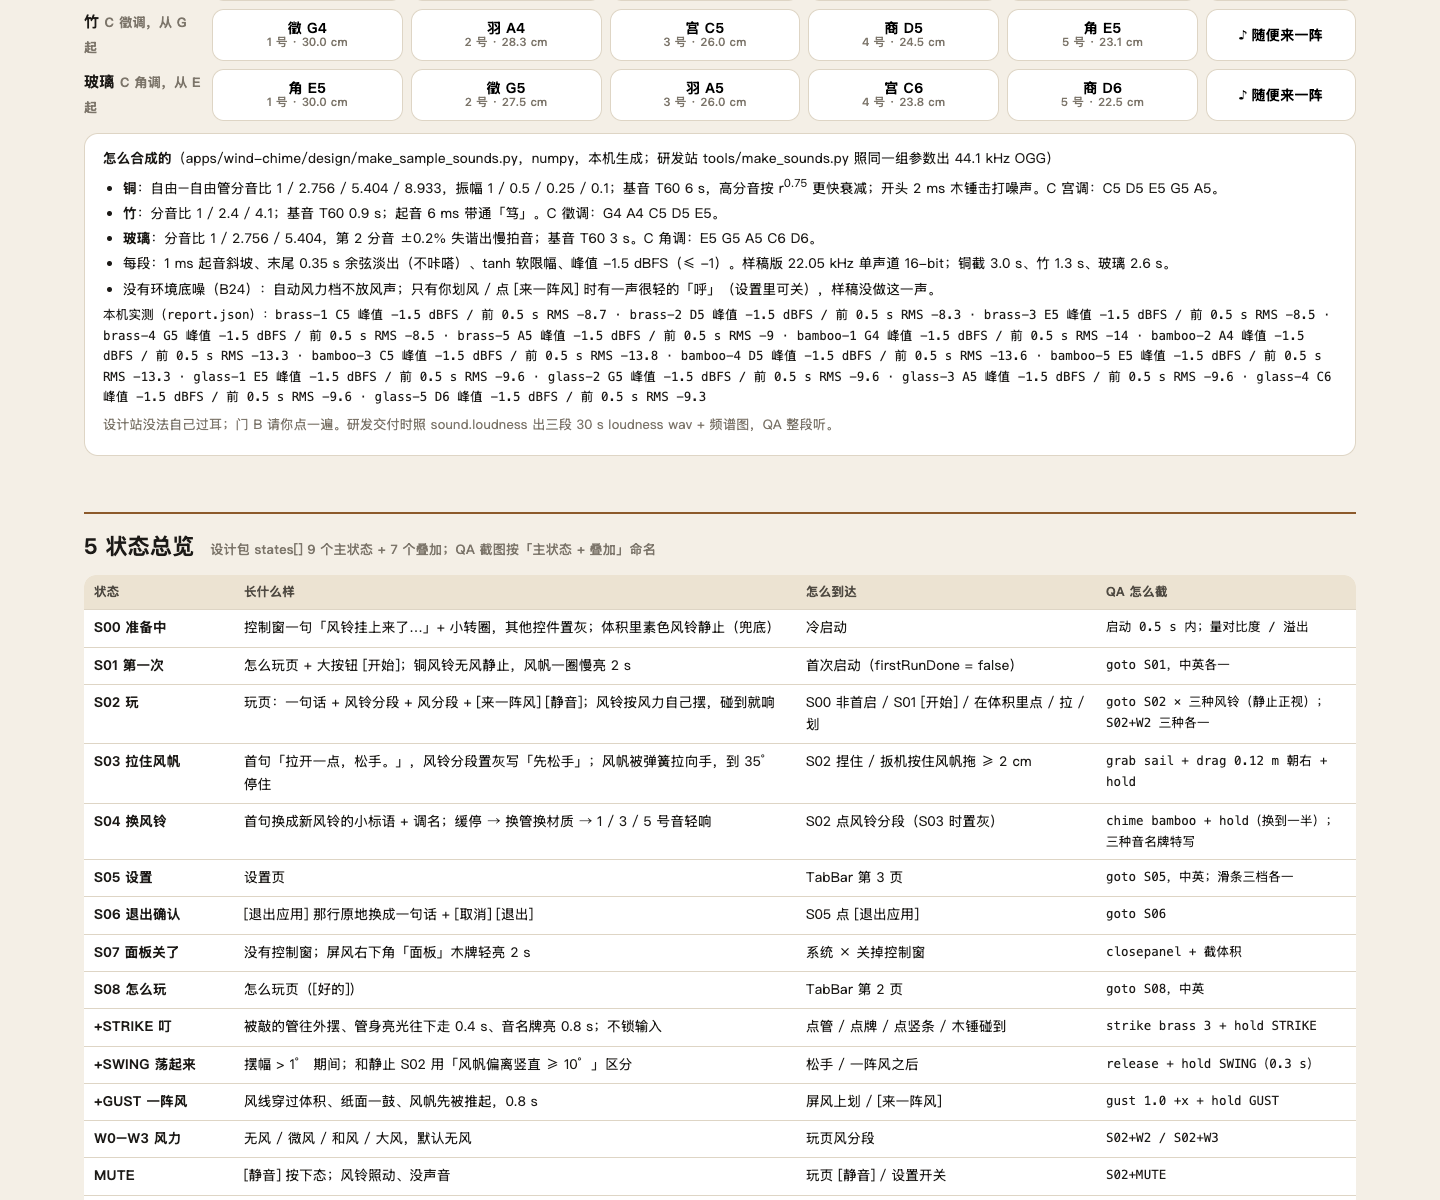 竹 C 徵调，从 G 起
徵 G4
1 号 · 30.0 cm
羽 A4
2 号 · 28.3 cm
宫 C5
3 号 · 26.0 cm
商 D5
4 号 · 24.5 cm
角 E5
5 号 · 23.1 cm
♪ 随便来一阵
玻璃 C 角调，从 E 起
角 E5
1 号 · 30.0 cm
徵 G5
2 号 · 27.5 cm
羽 A5
3 号 · 26.0 cm
宫 C6
4 号 · 23.8 cm
商 D6
5 号 · 22.5 cm
♪ 随便来一阵
怎么合成的（apps/wind-chime/design/make_sample_sounds.py，numpy，本机生成；研发站 tools/make_sounds.py 照同一组参数出 44.1 kHz OGG）
• 铜：自由—自由管分音比 1 / 2.756 / 5.404 / 8.933，振幅 1 / 0.5 / 0.25 / 0.1；基音 T60 6 s，高分音按 r^0.75 更快衰减；开头 2 ms 木锤击打噪声。C 宫调：C5 D5 E5 G5 A5。
• 竹：分音比 1 / 2.4 / 4.1；基音 T60 0.9 s；起音 6 ms 带通「笃」。C 徵调：G4 A4 C5 D5 E5。
• 玻璃：分音比 1 / 2.756 / 5.404，第 2 分音 ±0.2% 失谐出慢拍音；基音 T60 3 s。C 角调：E5 G5 A5 C6 D6。
• 每段：1 ms 起音斜坡、末尾 0.35 s 余弦淡出（不咔嗒）、tanh 软限幅、峰值 −1.5 dBFS（≤ −1）。样稿版 22.05 kHz 单声道 16-bit；铜截 3.0 s、竹 1.3 s、玻璃 2.6 s。
• 没有环境底噪（B24）：自动风力档不放风声；只有你划风 / 点 [来一阵风] 时有一声很轻的「呼」（设置里可关），样稿没做这一声。
本机实测（report.json）：brass-1 C5 峰值 -1.5 dBFS / 前 0.5 s RMS -8.7 · brass-2 D5 峰值 -1.5 dBFS / 前 0.5 s RMS -8.3 · brass-3 E5 峰值 -1.5 dBFS / 前 0.5 s RMS -8.5 ·
brass-4 G5 峰值 -1.5 dBFS / 前 0.5 s RMS -8.5 · brass-5 A5 峰值 -1.5 dBFS / 前 0.5 s RMS -9 · bamboo-1 G4 峰值 -1.5 dBFS / 前 0.5 s RMS -14 · bamboo-2 A4 峰值 -1.5
dBFS / 前 0.5 s RMS -13.3 · bamboo-3 C5 峰值 -1.5 dBFS / 前 0.5 s RMS -13.8 · bamboo-4 D5 峰值 -1.5 dBFS / 前 0.5 s RMS -13.6 · bamboo-5 E5 峰值 -1.5 dBFS / 前 0.5 s
RMS -13.3 · glass-1 E5 峰值 -1.5 dBFS / 前 0.5 s RMS -9.6 · glass-2 G5 峰值 -1.5 dBFS / 前 0.5 s RMS -9.6 · glass-3 A5 峰值 -1.5 dBFS / 前 0.5 s RMS -9.6 · glass-4 C6
峰值 -1.5 dBFS / 前 0.5 s RMS -9.6 · glass-5 D6 峰值 -1.5 dBFS / 前 0.5 s RMS -9.3
设计站没法自己过耳；门 B 请你点一遍。研发交付时照 sound.loudness 出三段 30 s loudness wav + 频谱图，QA 整段听。
5 状态总览 设计包 states[] 9 个主状态 + 7 个叠加；QA 截图按「主状态 + 叠加」命名
状态 长什么样 怎么到达 QA 怎么截
S00 准备中 控制窗一句「风铃挂上来了…」+ 小转圈，其他控件置灰；体积里素色风铃静止（兜底） 冷启动 启动 0.5 s 内；量对比度 / 溢出
S01 第一次 怎么玩页 + 大按钮 [开始]；铜风铃无风静止，风帆一圈慢亮 2 s 首次启动（firstRunDone = false） goto S01，中英各一
S02 玩 玩页：一句话 + 风铃分段 + 风分段 + [来一阵风] [静音]；风铃按风力自己摆，碰到就响 S00 非首启 / S01 [开始] / 在体积里点 / 拉 / 划 goto S02 × 三种风铃（静止正视）；S02+W2 三种各一
S03 拉住风帆 首句「拉开一点，松手。」，风铃分段置灰写「先松手」；风帆被弹簧拉向手，到 35° 停住 S02 捏住 / 扳机按住风帆拖 ≥ 2 cm grab sail + drag 0.12 m 朝右 + hold
S04 换风铃 首句换成新风铃的小标语 + 调名；缓停 → 换管换材质 → 1 / 3 / 5 号音轻响 S02 点风铃分段（S03 时置灰） chime bamboo + hold（换到一半）；三种音名牌特写
S05 设置 设置页 TabBar 第 3 页 goto S05，中英；滑条三档各一
S06 退出确认 [退出应用] 那行原地换成一句话 + [取消] [退出] S05 点 [退出应用] goto S06
S07 面板关了 没有控制窗；屏风右下角「面板」木牌轻亮 2 s 系统 × 关掉控制窗 closepanel + 截体积
S08 怎么玩 怎么玩页（[好的]） TabBar 第 2 页 goto S08，中英
+STRIKE 叮 被敲的管往外摆、管身亮光往下走 0.4 s、音名牌亮 0.8 s；不锁输入 点管 / 点牌 / 点竖条 / 木锤碰到 strike brass 3 + hold STRIKE
+SWING 荡起来 摆幅 > 1° 期间；和静止 S02 用「风帆偏离竖直 ≥ 10° 」区分 松手 / 一阵风之后 release + hold SWING（0.3 s）
+GUST 一阵风 风线穿过体积、纸面一鼓、风帆先被推起，0.8 s 屏风上划 / [来一阵风] gust 1.0 +x + hold GUST
W0—W3 风力 无风 / 微风 / 和风 / 大风，默认无风 玩页风分段 S02+W2 / S02+W3
MUTE [静音] 按下态；风铃照动、没声音 玩页 [静音] / 设置开关 S02+MUTE